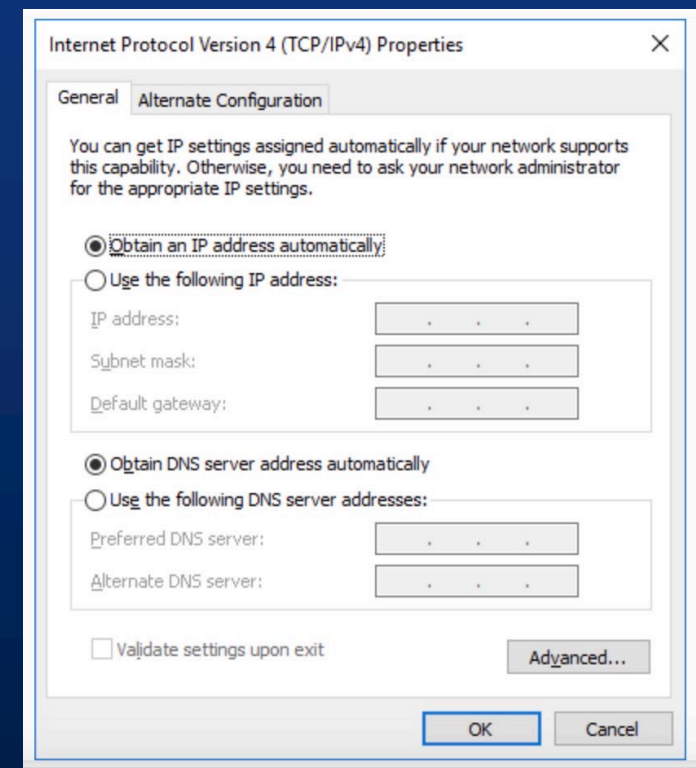 Internet Protocol Version 4 (TCP/IPv4) Properties
General
Alternate Configuration
You can get IP settings assigned automatically if your network supports
this capability. Otherwise, you need to ask your network administrator
for the appropriate IP settings.
Obtain an IP address automatically
Use the following IP address:
IP address:
Subnet mask:
Default gateway:
Obtain DNS server address automatically
Use the following DNS server addresses:
Preferred DNS server:
Alternate DNS server:
Validate settings upon exit
Advanced...
OK
Cancel